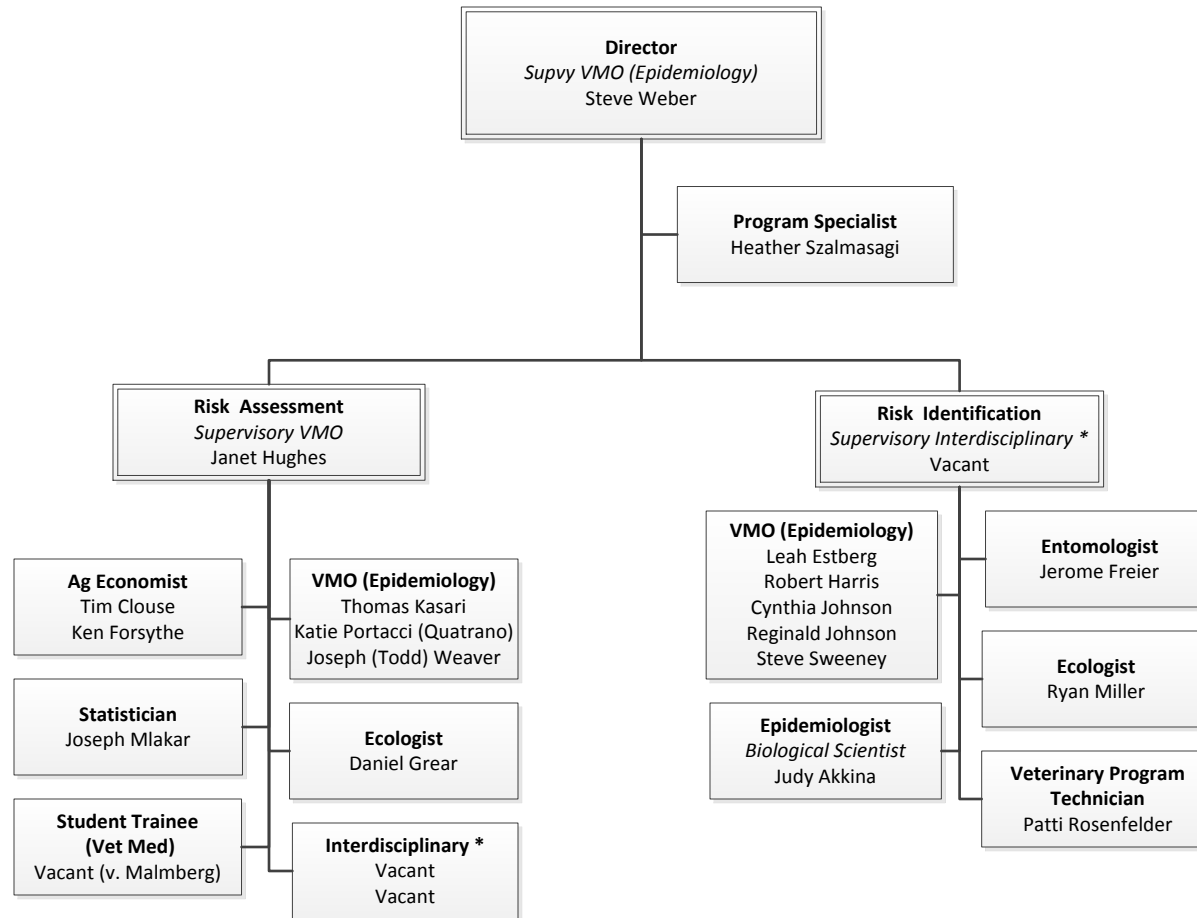 Director
Supvy VMO (Epidemiology)
Steve Weber
Program Specialist
Heather Szalmasagi
Risk Assessment
Supervisory VMO
Janet Hughes
Risk Identification
Supervisory Interdisciplinary *
Vacant
Ag Economist
Tim Clouse
Ken Forsythe
VMO (Epidemiology)
Thomas Kasari
Katie Portacci (Quatrano)
Joseph (Todd) Weaver
Statistician
Joseph Mlakar
Ecologist
Daniel Grear
Student Trainee
(Vet Med)
Vacant (v. Malmberg)
Interdisciplinary *
Vacant
Vacant
VMO (Epidemiology)
Leah Estberg
Robert Harris
Cynthia Johnson
Reginald Johnson
Steve Sweeney
Entomologist
Jerome Freier
Ecologist
Ryan Miller
Epidemiologist
Biological Scientist
Judy Akkina
Veterinary Program
Technician
Patti Rosenfelder